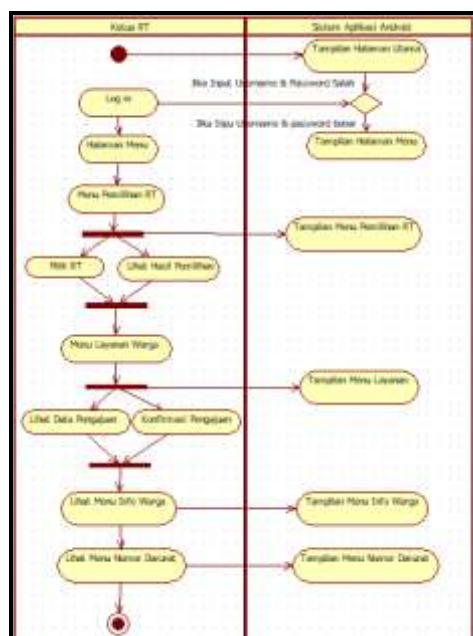 Ketua RT
Sistem Aplikasi Android
Tampilan Halaman Utama
Jika Input Username & Password Salah
Log in
Jika Inpu Username & password benar
Halaman Menu
Tampilan Halaman Menu
Menu Pemilihan RT
Tampilan Menu Pemilihan RT
Pilih RT
Lihat Hasil Pemilihan
Menu Layanan Warga
Tampilan Menu Layanan
Lihat Data Pengajuan
Konfirmasi Pengajuan
Lihat Menu Info Warga
Tampilan Menu Info Warga
Lihat Menu Nomor Darurat
Tampilan Menu Nomor Darurat